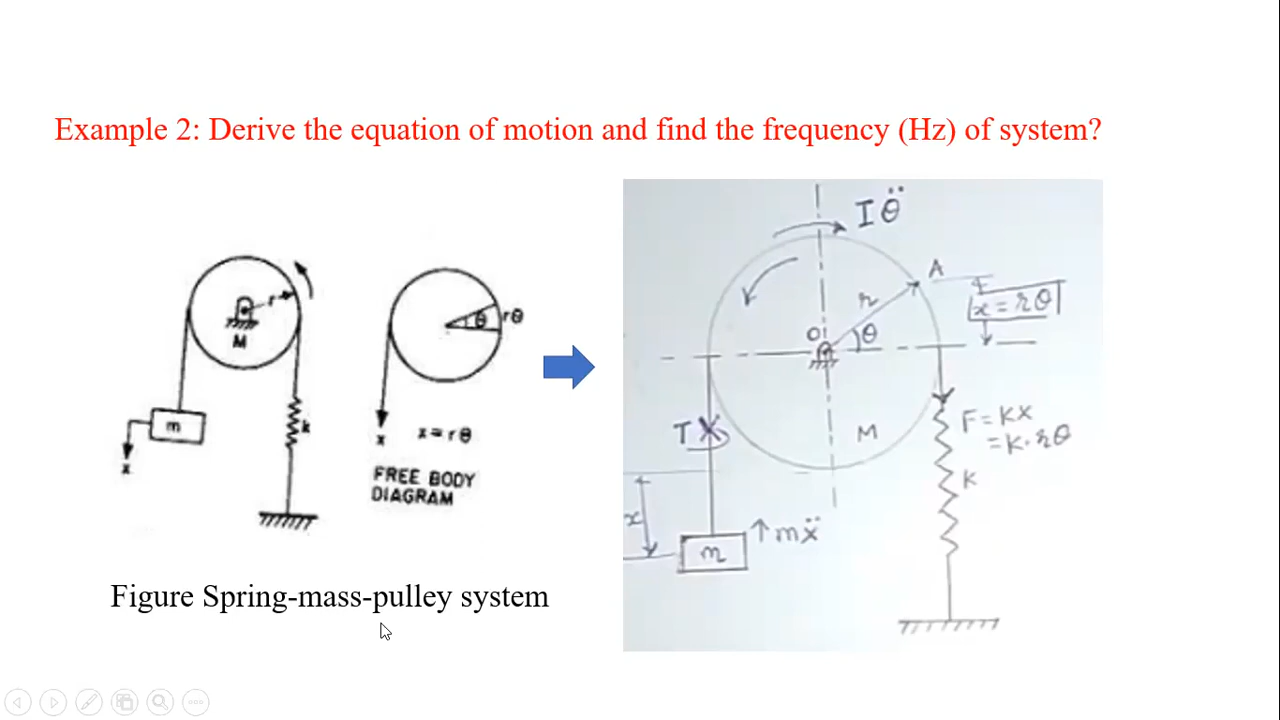 Example 2: Derive the equation of motion and find the frequency (Hz) of system?
r
M
m
x
k
θ
rθ
x
x = rθ
FREE BODY
DIAGRAM
Figure Spring-mass-pulley system
Iθ̈
A
r
x = rθ
O
θ
T
M
F = Kx
= K·rθ
K
x
m
↑mẍ